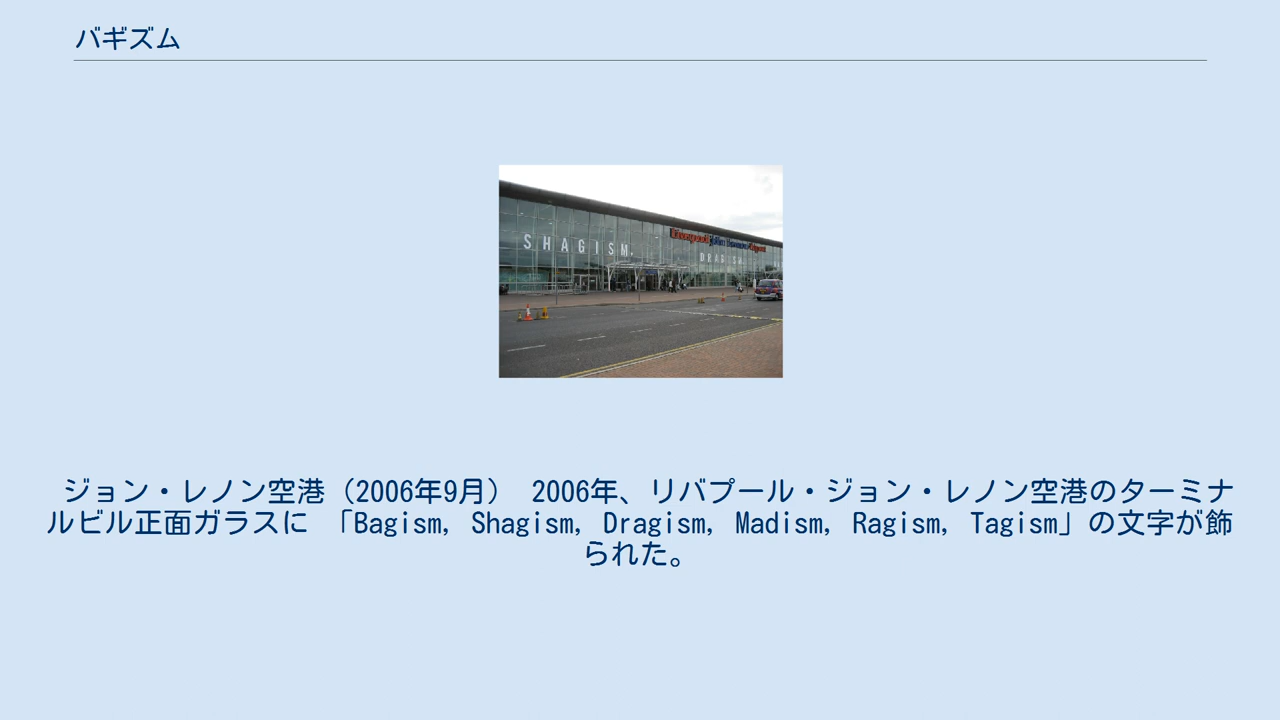 バギズム
SHAGISM,
DRAGISM,
ジョン・レノン空港（2006年9月） 2006年、リバプール・ジョン・レノン空港のターミナ
ルビル正面ガラスに 「Bagism, Shagism, Dragism, Madism, Ragism, Tagism」の文字が飾
られた。